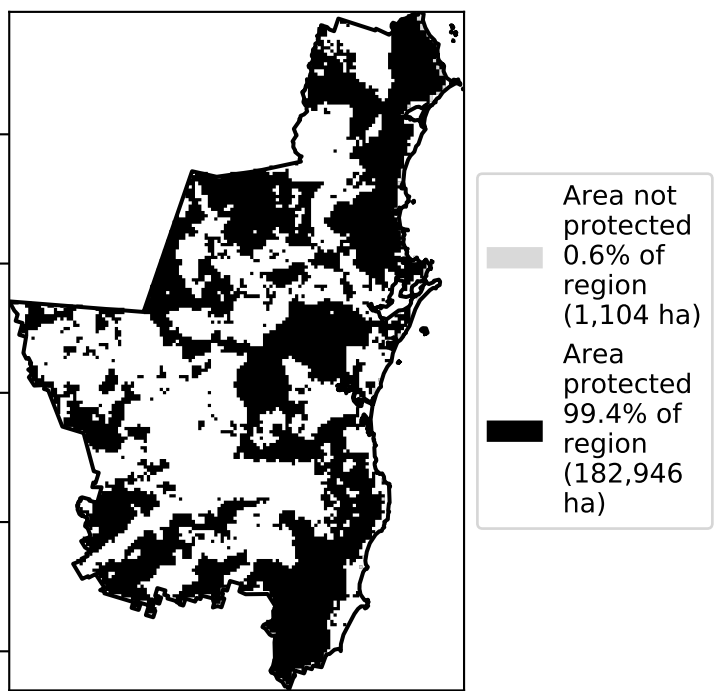 Area not
protected
0.6% of
region
(1,104 ha)
Area
protected
99.4% of
region
(182,946
ha)